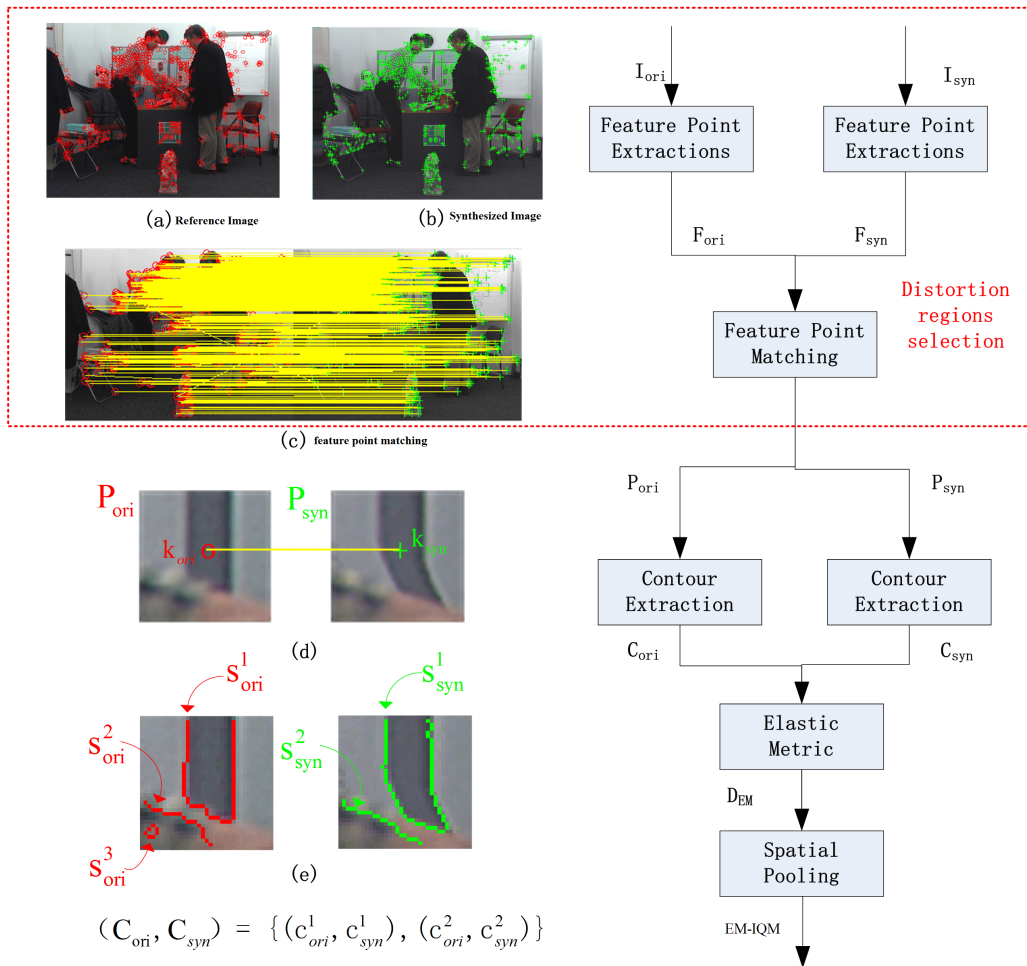 (a) Reference Image
(b) Synthesized Image
(c) feature point matching
I_ori
I_syn
Feature Point
Extractions
Feature Point
Extractions
F_ori
F_syn
Feature Point
Matching
Distortion
regions
selection
P_ori
k_ori
P_syn
k_syn
(d)
s^1_ori
s^1_syn
s^2_ori
s^2_syn
s^3_ori
(e)
(C_ori, C_syn) = {(c^1_ori, c^1_syn), (c^2_ori, c^2_syn)}
P_ori
P_syn
Contour
Extraction
Contour
Extraction
C_ori
C_syn
Elastic
Metric
D_EM
Spatial
Pooling
EM-IQM